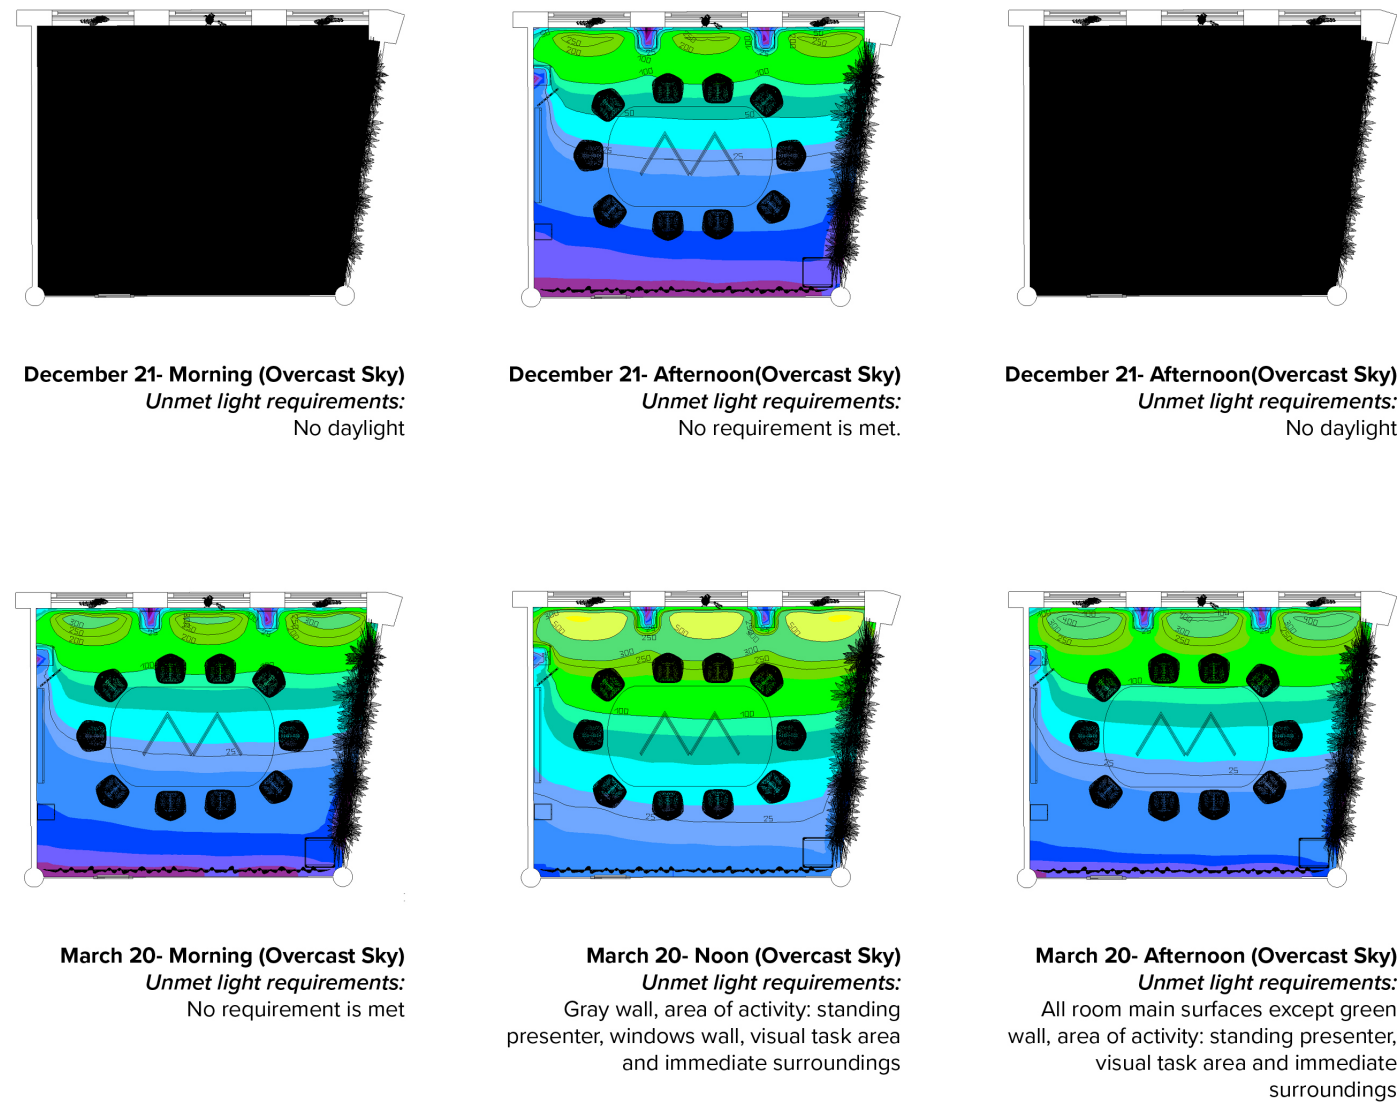 December 21- Morning (Overcast Sky)
Unmet light requirements:
No daylight
December 21- Afternoon(Overcast Sky)
Unmet light requirements:
No requirement is met.
December 21- Afternoon(Overcast Sky)
Unmet light requirements:
No daylight
March 20- Morning (Overcast Sky)
Unmet light requirements:
No requirement is met
March 20- Noon (Overcast Sky)
Unmet light requirements:
Gray wall, area of activity: standing
presenter, windows wall, visual task area
and immediate surroundings
March 20- Afternoon (Overcast Sky)
Unmet light requirements:
All room main surfaces except green
wall, area of activity: standing presenter,
visual task area and immediate
surroundings